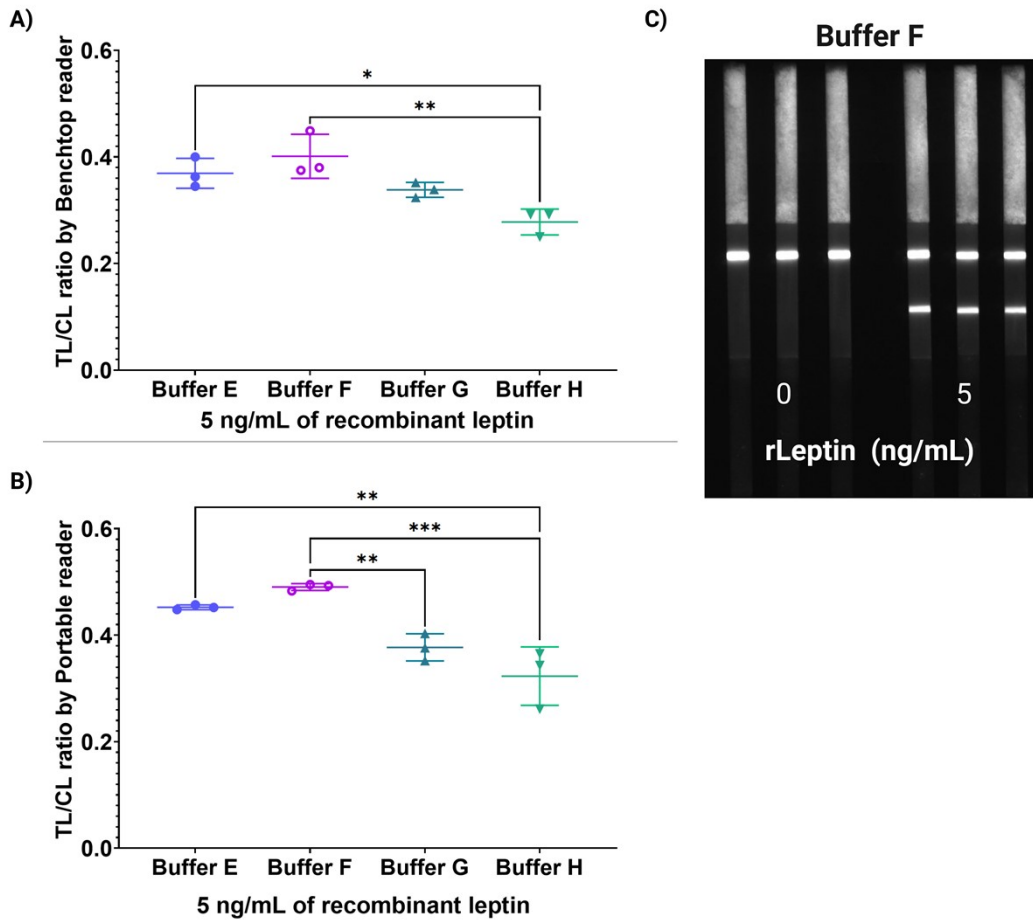 A)
TL/CL ratio by Benchtop reader
0.6
0.4
0.2
0.0
*
**
Buffer E Buffer F Buffer G Buffer H
5 ng/mL of recombinant leptin
B)
TL/CL ratio by Portable reader
0.6
0.4
0.2
0.0
**
***
**
Buffer E Buffer F Buffer G Buffer H
5 ng/mL of recombinant leptin
C)
Buffer F
0 5
rLeptin (ng/mL)